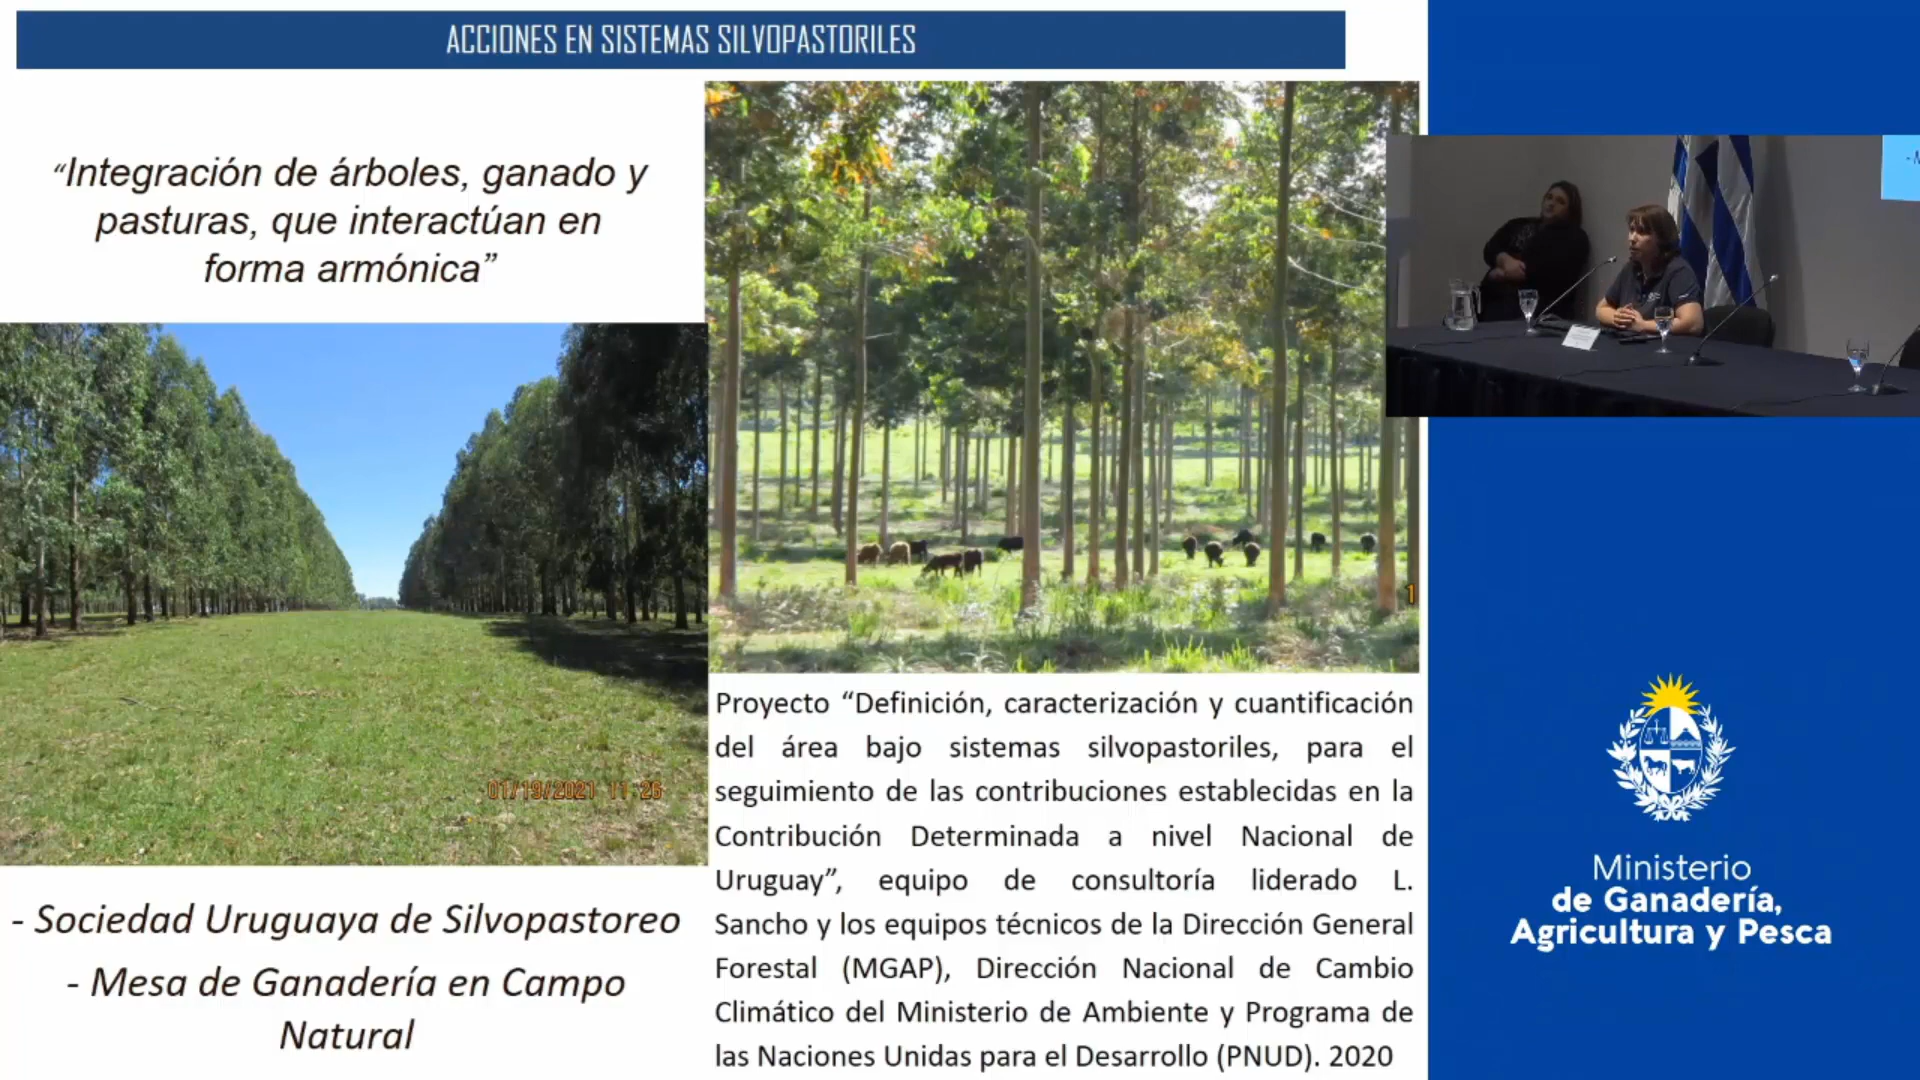 ACCIONES EN SISTEMAS SILVOPASTORILES
“Integración de árboles, ganado y
pasturas, que interactúan en
forma armónica”
01/19/2021 11:26
- Sociedad Uruguaya de Silvopastoreo
- Mesa de Ganadería en Campo
Natural
1
Proyecto “Definición, caracterización y cuantificación
del área bajo sistemas silvopastoriles, para el
seguimiento de las contribuciones establecidas en la
Contribución Determinada a nivel Nacional de
Uruguay”, equipo de consultoría liderado L.
Sancho y los equipos técnicos de la Dirección General
Forestal (MGAP), Dirección Nacional de Cambio
Climático del Ministerio de Ambiente y Programa de
las Naciones Unidas para el Desarrollo (PNUD). 2020
Ministerio
de Ganadería,
Agricultura y Pesca